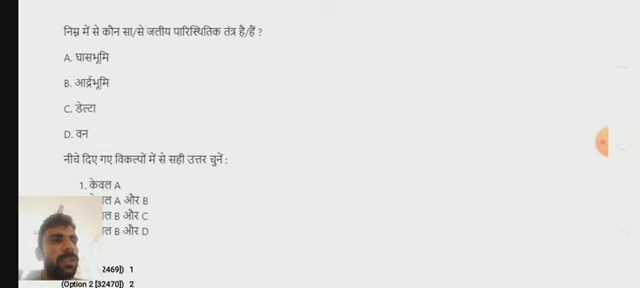 निम्न में से कौन सा/से जलीय पारिस्थितिक तंत्र है/हैं ?
A. घासभूमि
B. आर्द्रभूमि
C. डेल्टा
D. वन
नीचे दिए गए विकल्पों में से सही उत्तर चुनें :
1. केवल A
A और B
B और C
B और D
2469]) 1
(Option 2 [32470]) 2